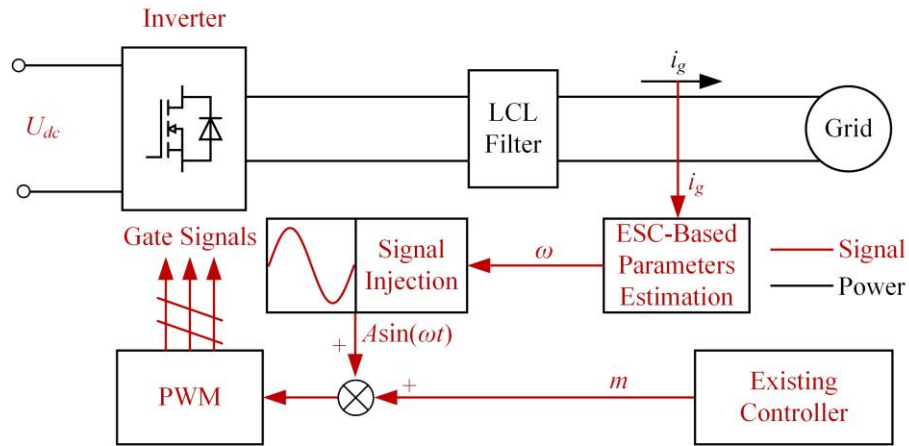 Inverter
U_dc
LCL
Filter
i_g
Grid
i_g
Gate Signals
Signal
Injection
ω
ESC-Based
Parameters
Estimation
Signal
Power
+
Asin(ωt)
PWM
+
m
Existing
Controller